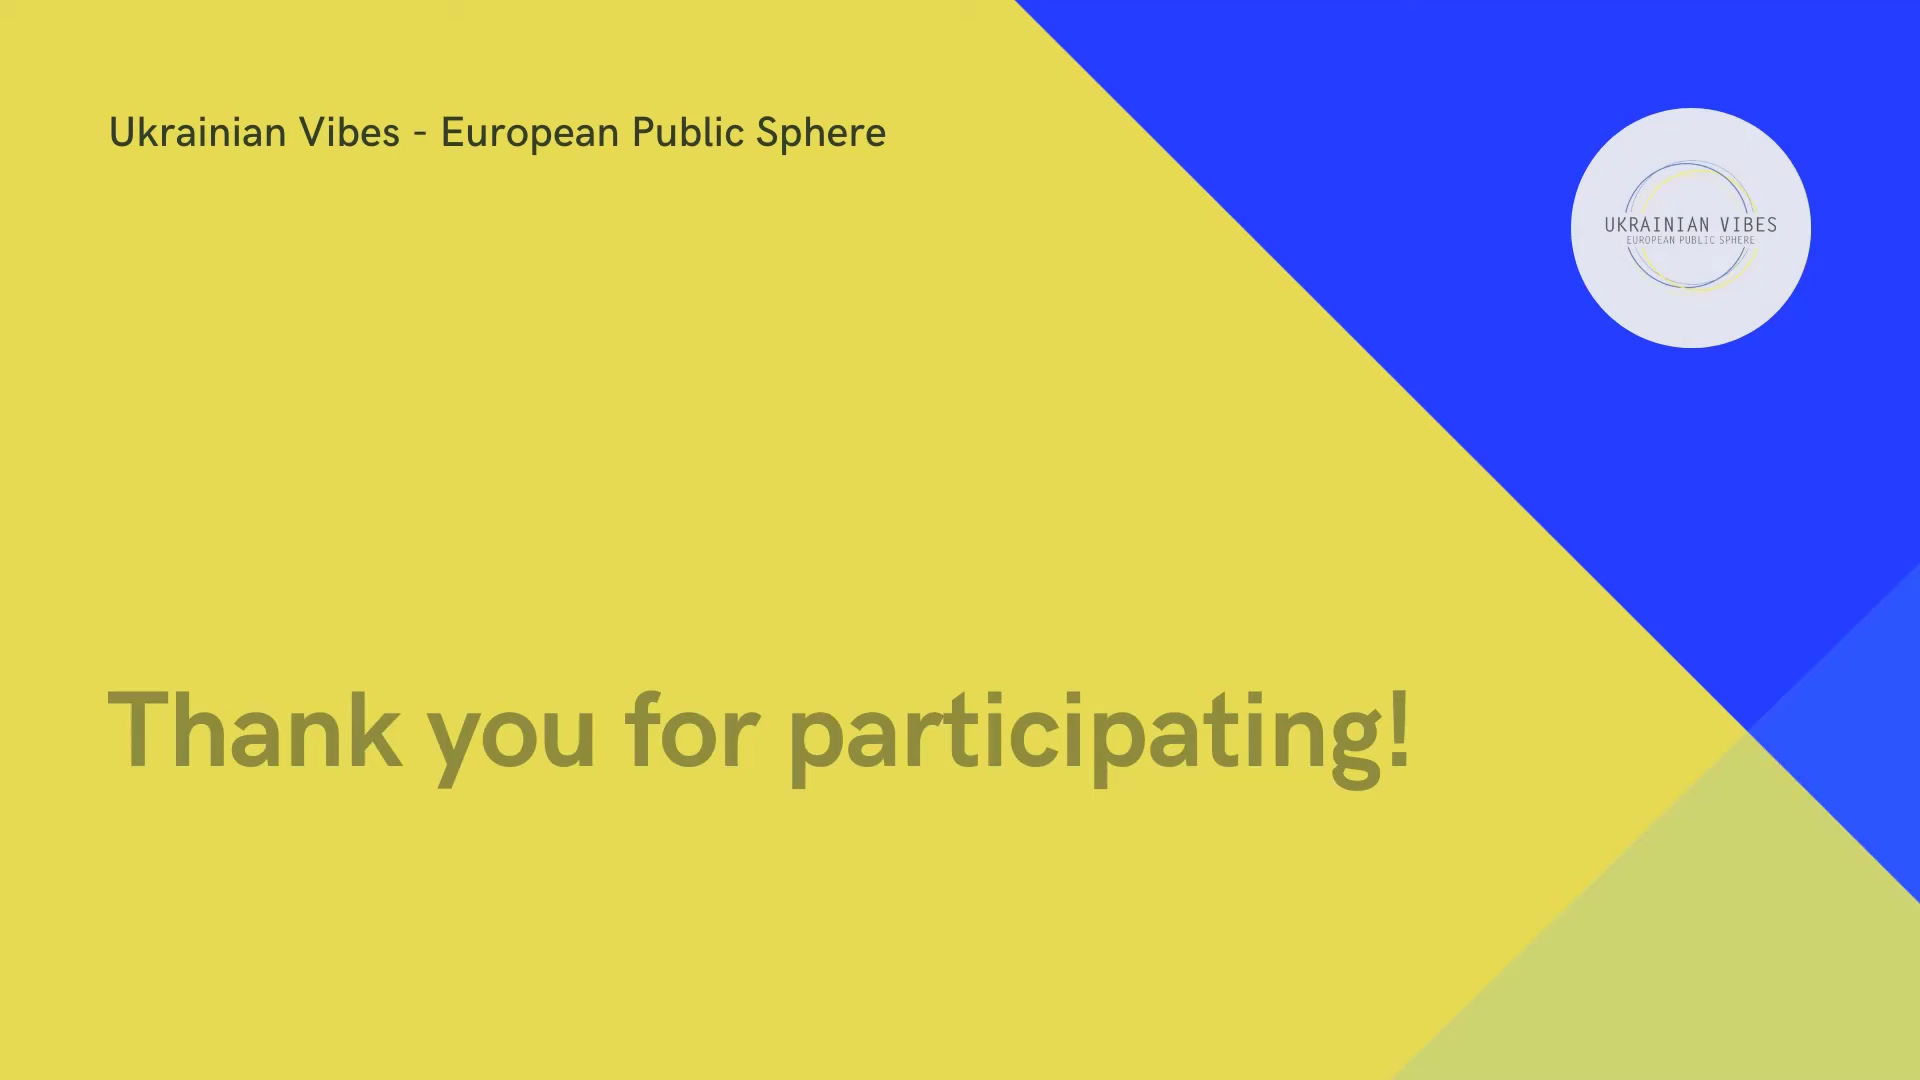 Ukrainian Vibes - European Public Sphere
UKRAINIAN VIBES
EUROPEAN PUBLIC SPHERE
Thank you for participating!